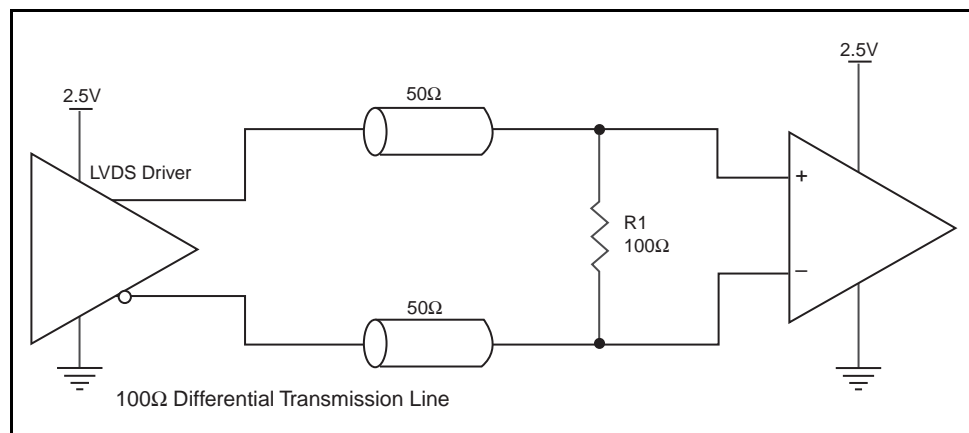 2.5V
50Ω
2.5V
LVDS Driver
+
R1
100Ω
–
50Ω
100Ω Differential Transmission Line